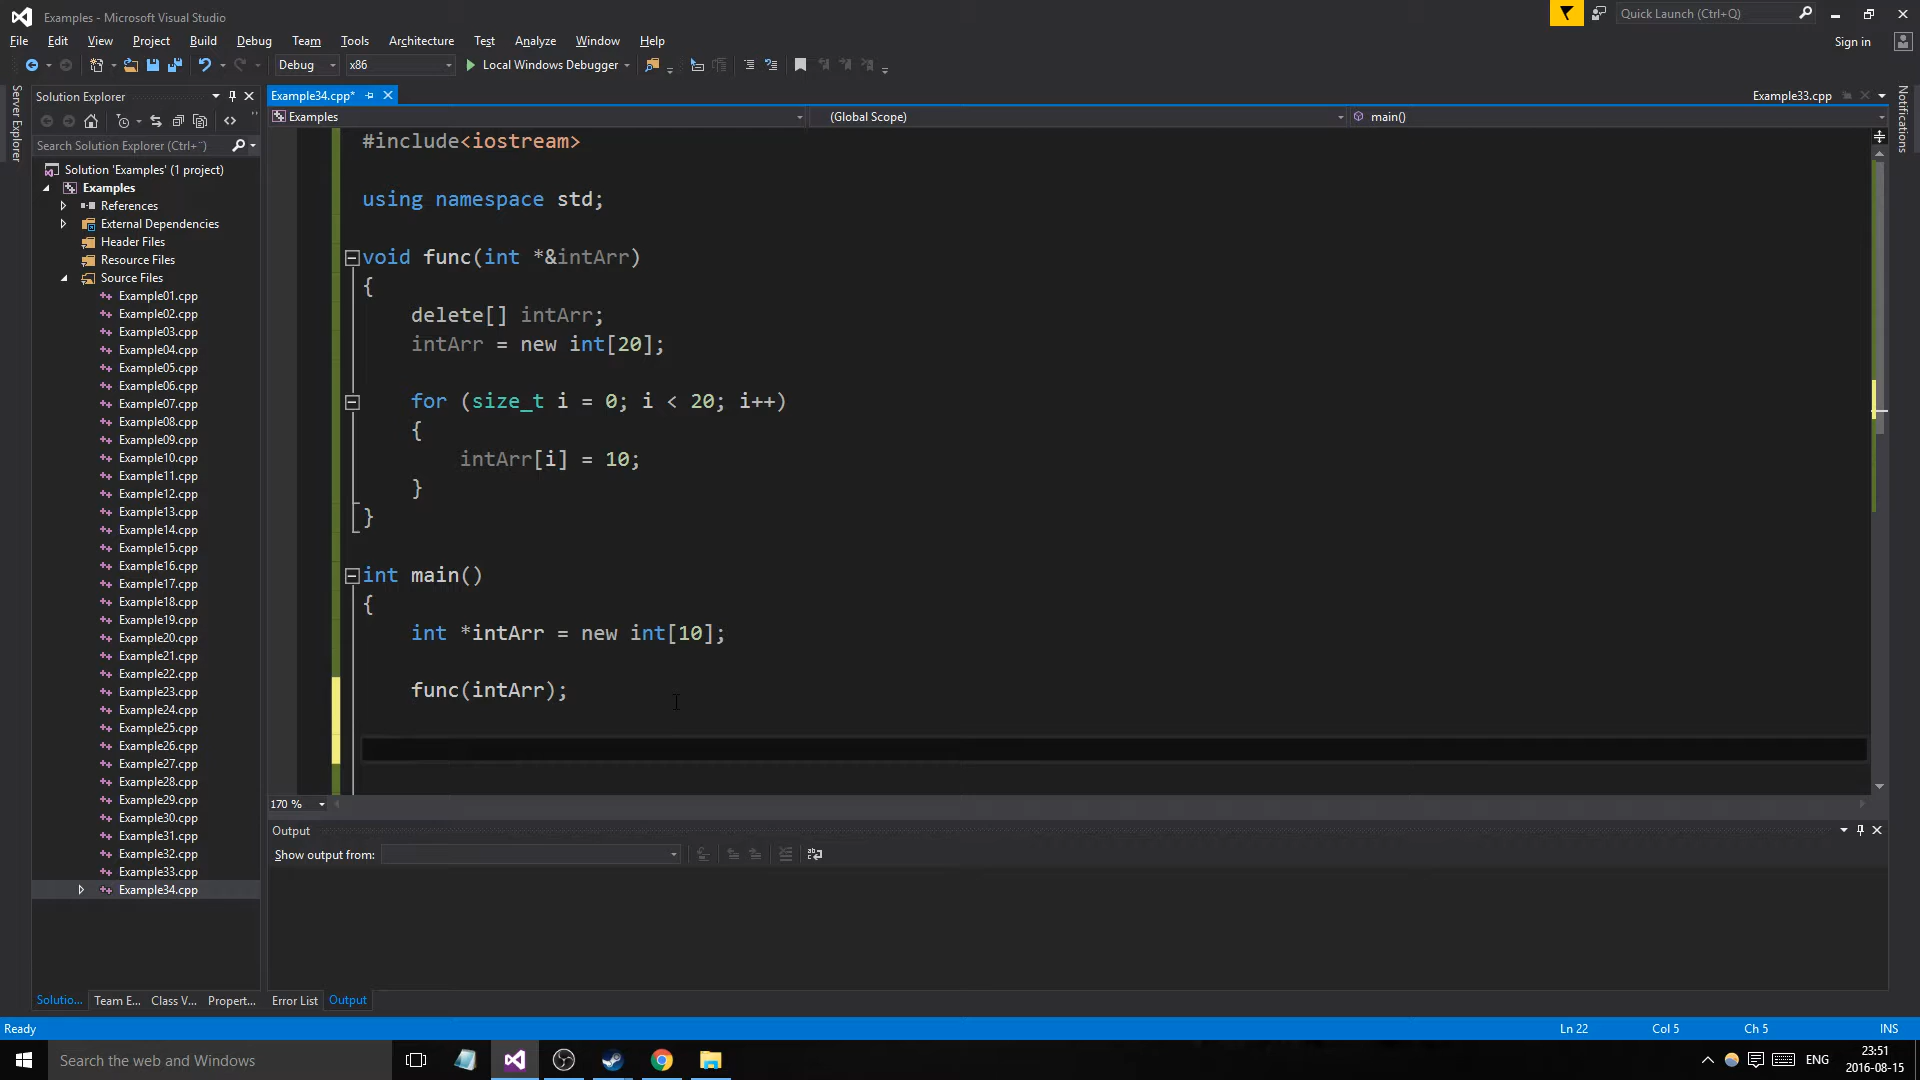 Examples - Microsoft Visual Studio
Quick Launch (Ctrl+Q)
File Edit View Project Build Debug Team Tools Architecture Test Analyze Window Help
Sign in
Debug x86 Local Windows Debugger
Server Explorer
Solution Explorer
Search Solution Explorer (Ctrl+¨)
Solution 'Examples' (1 project)
Examples
References
External Dependencies
Header Files
Resource Files
Source Files
Example01.cpp
Example02.cpp
Example03.cpp
Example04.cpp
Example05.cpp
Example06.cpp
Example07.cpp
Example08.cpp
Example09.cpp
Example10.cpp
Example11.cpp
Example12.cpp
Example13.cpp
Example14.cpp
Example15.cpp
Example16.cpp
Example17.cpp
Example18.cpp
Example19.cpp
Example20.cpp
Example21.cpp
Example22.cpp
Example23.cpp
Example24.cpp
Example25.cpp
Example26.cpp
Example27.cpp
Example28.cpp
Example29.cpp
Example30.cpp
Example31.cpp
Example32.cpp
Example33.cpp
Example34.cpp
Solutio... Team E... Class V... Propert...
Example34.cpp*
Example33.cpp
Examples (Global Scope) main()
#include<iostream>
using namespace std;
void func(int *&intArr)
{
delete[] intArr;
intArr = new int[20];
for (size_t i = 0; i < 20; i++)
{
intArr[i] = 10;
}
}
int main()
{
int *intArr = new int[10];
func(intArr);
170 %
Output
Show output from:
Error List Output
Notifications
Ready
Ln 22 Col 5 Ch 5 INS
Search the web and Windows
ENG
23:51
2016-08-15